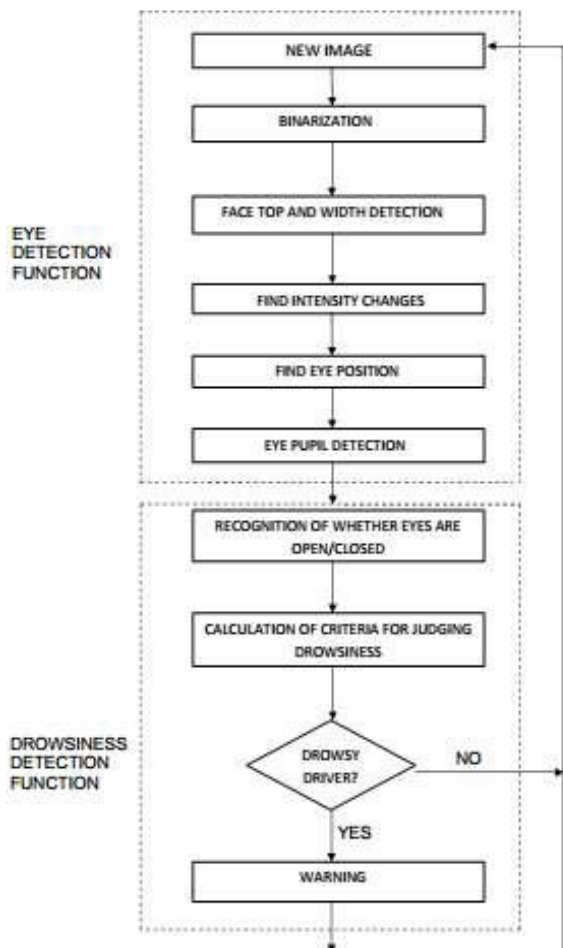 NEW IMAGE
BINARIZATION
FACE TOP AND WIDTH DETECTION
EYE
DETECTION
FUNCTION
FIND INTENSITY CHANGES
FIND EYE POSITION
EYE PUPIL DETECTION
RECOGNITION OF WHETHER EYES ARE
OPEN/CLOSED
CALCULATION OF CRITERIA FOR JUDGING
DROWSINESS
DROWSINESS
DETECTION
FUNCTION
DROWSY
DRIVER?
NO
YES
WARNING